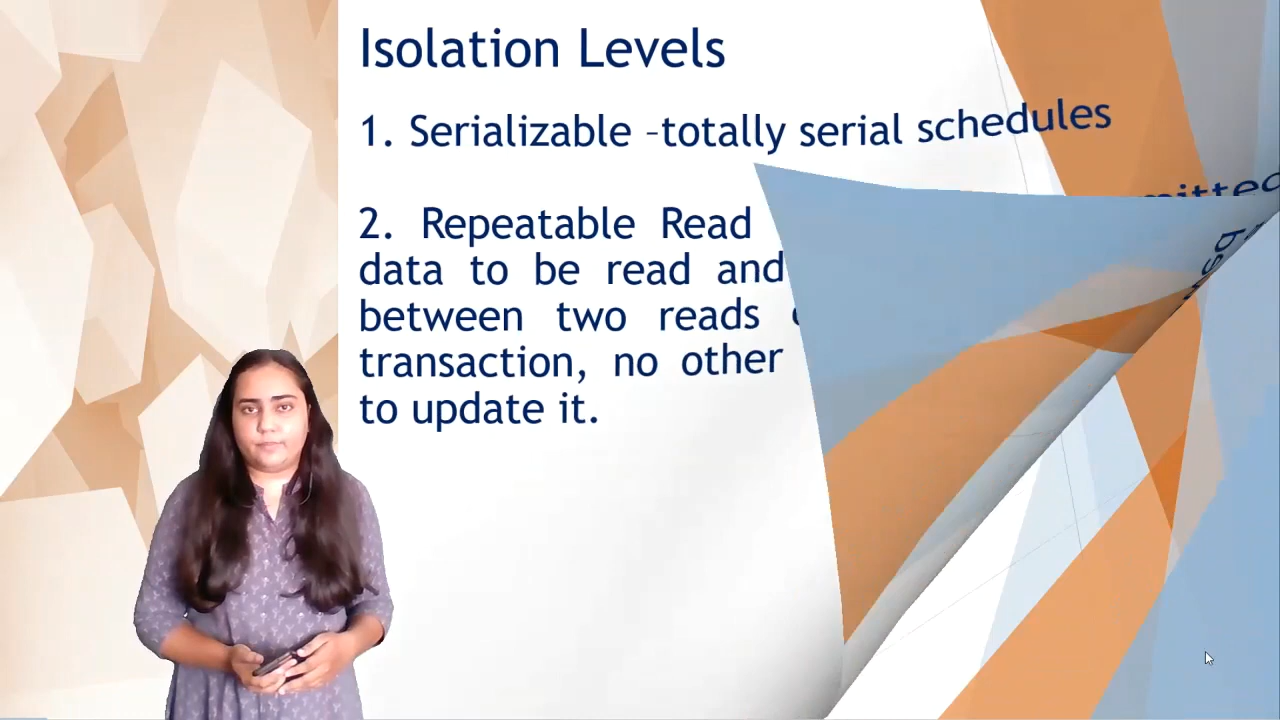 Isolation Levels
1. Serializable –totally serial schedules
2. Repeatable Read
data to be read and
between two reads
transaction, no other
to update it.